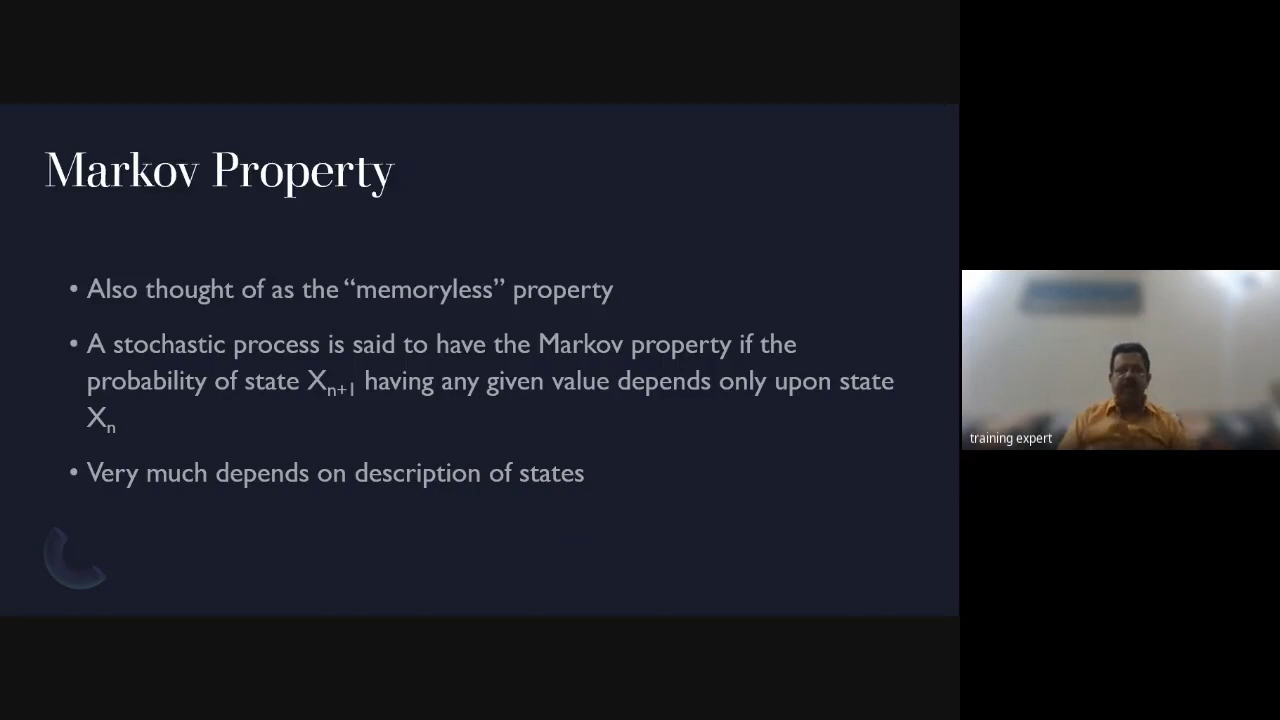 Markov Property
• Also thought of as the “memoryless” property
• A stochastic process is said to have the Markov property if the
probability of state Xn+1 having any given value depends only upon state
Xn
• Very much depends on description of states
training expert